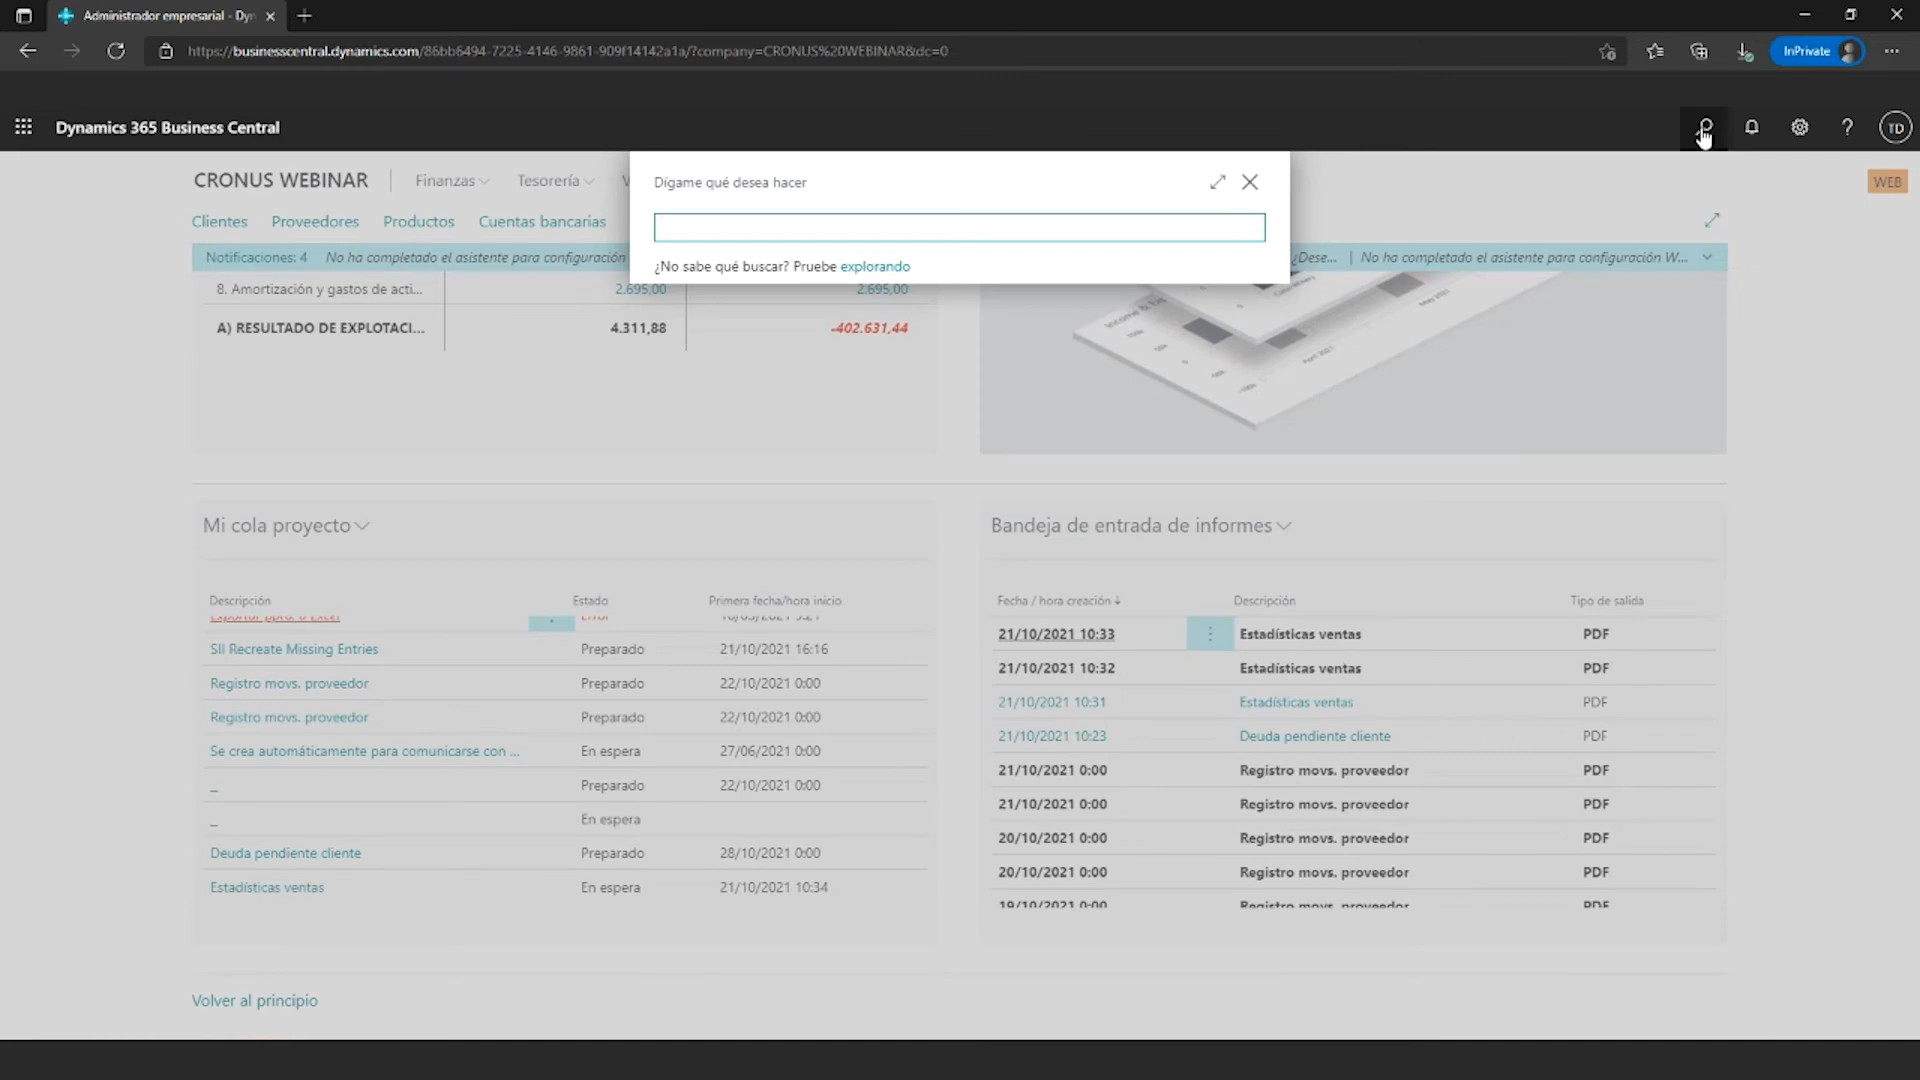 Administrador empresarial - Dyn
https://businesscentral.dynamics.com/86bb6494-7225-4146-9861-909f14142a1a/?company=CRONUS%20WEBINAR&dc=0
InPrivate
Dynamics 365 Business Central
TD
Dígame qué desea hacer
CRONUS WEBINAR
Finanzas
Tesorería
WEB
Clientes
Proveedores
Productos
Cuentas bancarias
¿No sabe qué buscar? Pruebe explorando
Notificaciones: 4
No ha completado el asistente para configuración
¿Dese...
No ha completado el asistente para configuración W...
8. Amortización y gastos de acti...
2.695,00
2.695,00
A) RESULTADO DE EXPLOTACI...
4.311,88
-402.631,44
Mi cola proyecto
Descripción
Estado
Primera fecha/hora inicio
SII Recreate Missing Entries
Preparado
21/10/2021 16:16
Registro movs. proveedor
Preparado
22/10/2021 0:00
Registro movs. proveedor
Preparado
22/10/2021 0:00
Se crea automáticamente para comunicarse con ...
En espera
27/06/2021 0:00
_
Preparado
22/10/2021 0:00
_
En espera
Deuda pendiente cliente
Preparado
28/10/2021 0:00
Estadísticas ventas
En espera
21/10/2021 10:34
Bandeja de entrada de informes
Fecha / hora creación ↓
Descripción
Tipo de salida
21/10/2021 10:33
Estadísticas ventas
PDF
21/10/2021 10:32
Estadísticas ventas
PDF
21/10/2021 10:31
Estadísticas ventas
PDF
21/10/2021 10:23
Deuda pendiente cliente
PDF
21/10/2021 0:00
Registro movs. proveedor
PDF
21/10/2021 0:00
Registro movs. proveedor
PDF
20/10/2021 0:00
Registro movs. proveedor
PDF
20/10/2021 0:00
Registro movs. proveedor
PDF
19/10/2021 0:00
Registro movs. proveedor
PDF
Volver al principio